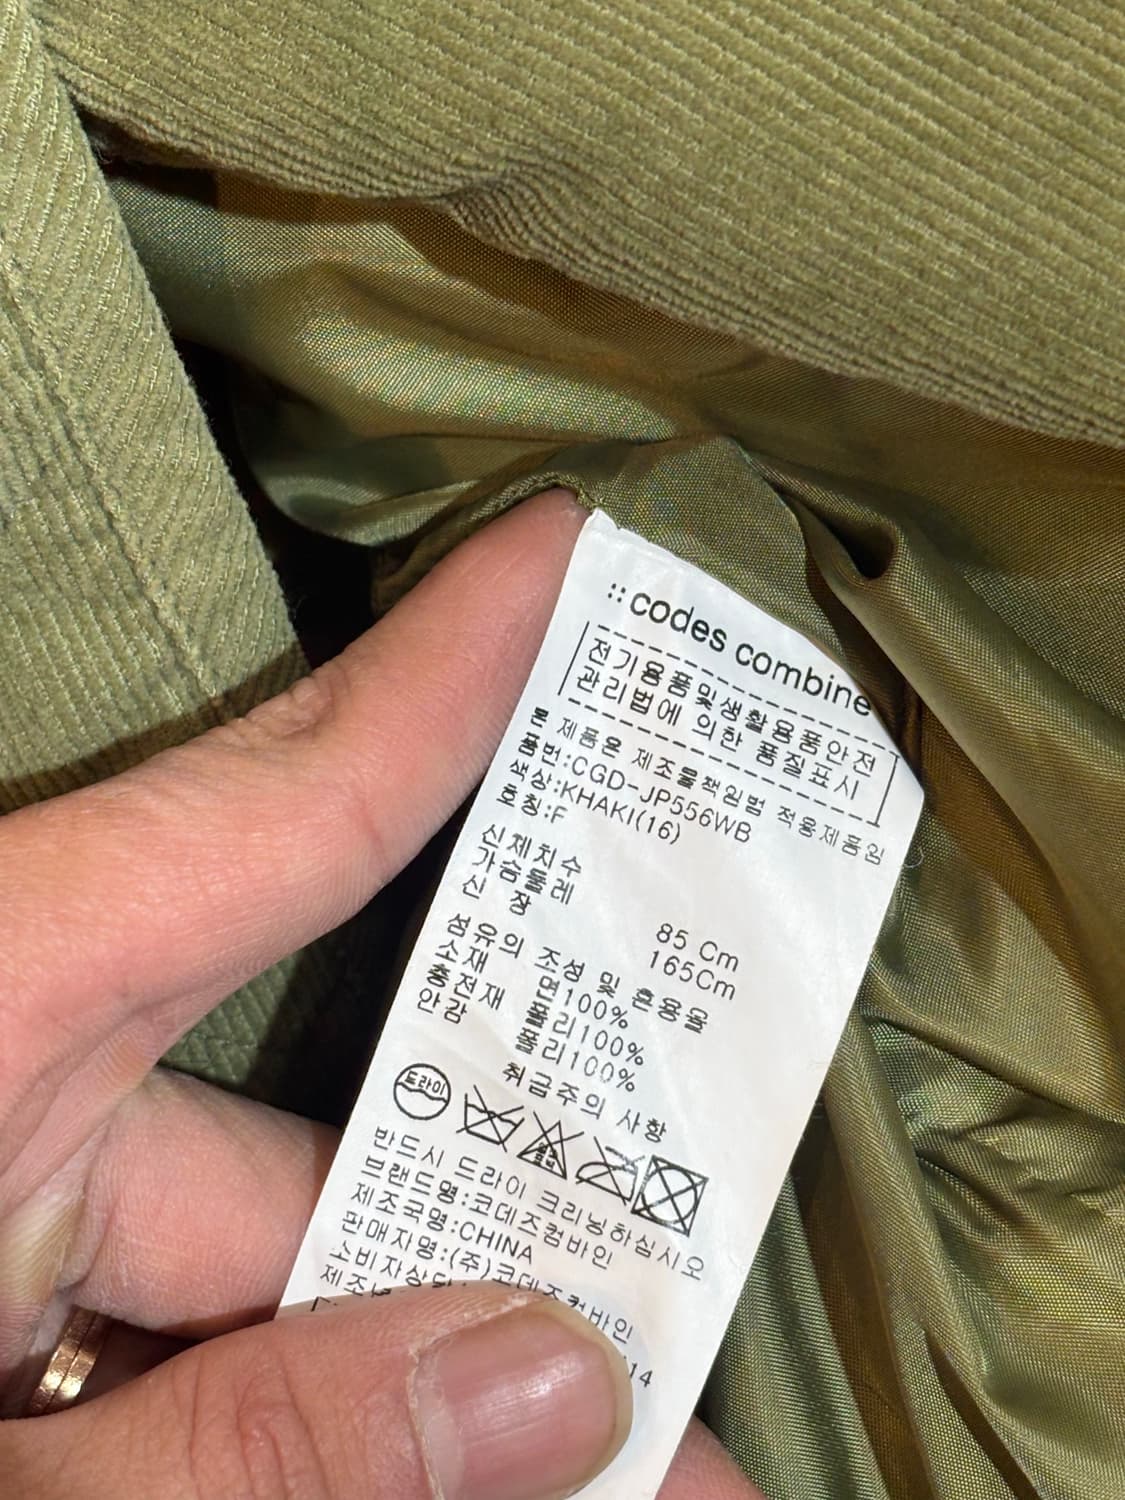 ::codes combine
전기용품및생활용품안전
관리법에 의한 품질표시
본 제품은 제조물책임법 적용제품임
품번:CGD-JP556WB
색상:KHAKI(16)
호칭:F
신체치수
가슴둘레 85 Cm
신 장 165Cm
섬유의 조성 및 혼용율
소재 면100%
충전재 폴리100%
안감 폴리100%
취급주의 사항
드라이
반드시 드라이 크리닝하십시오
브랜드명:코데즈컴바인
제조국명:CHINA
판매자명:(주)코데즈컴바인
소비자상담:
14